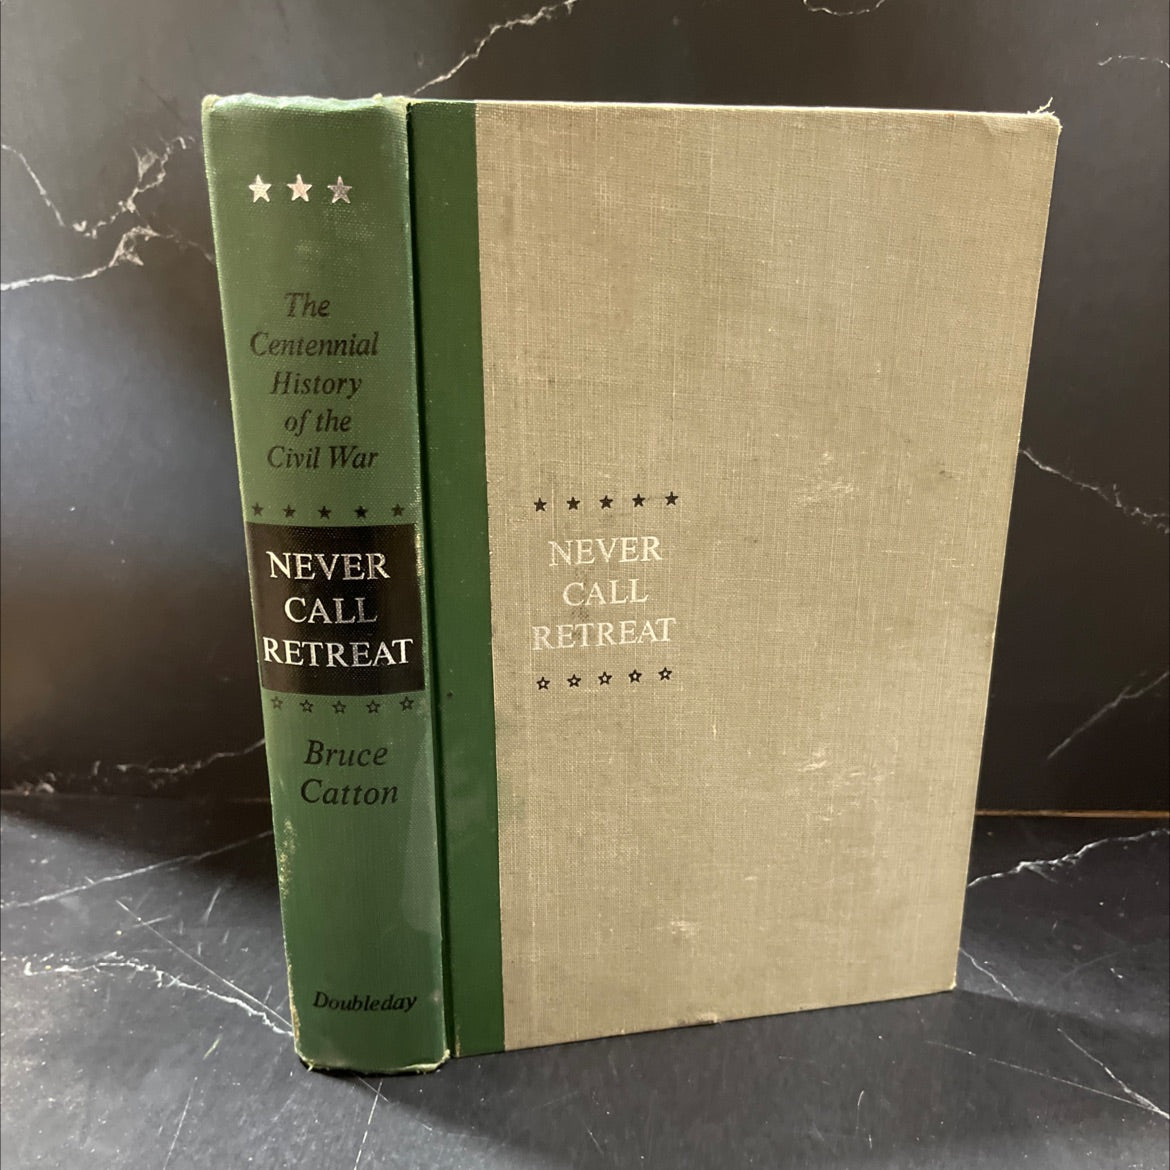 The
Centennial
History
of the
Civil War
NEVER
CALL
RETREAT
Bruce
Catton
Doubleday
NEVER
CALL
RETREAT